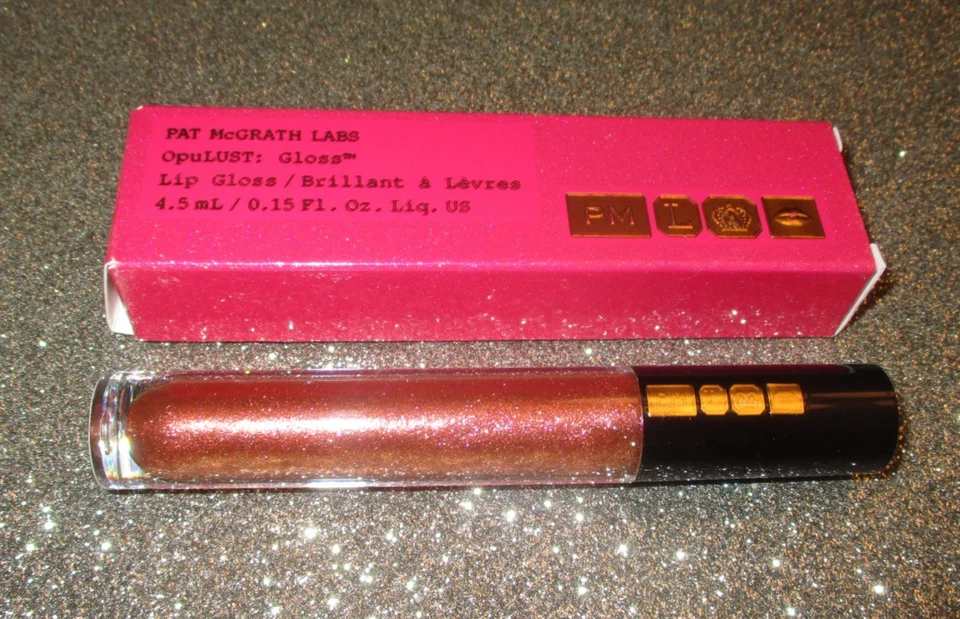 PAT McGRATH LABS
OpuLUST: Gloss™
Lip Gloss / Brillant à Lèvres
4.5 mL / 0.15 Fl. Oz. Liq. US
PM L